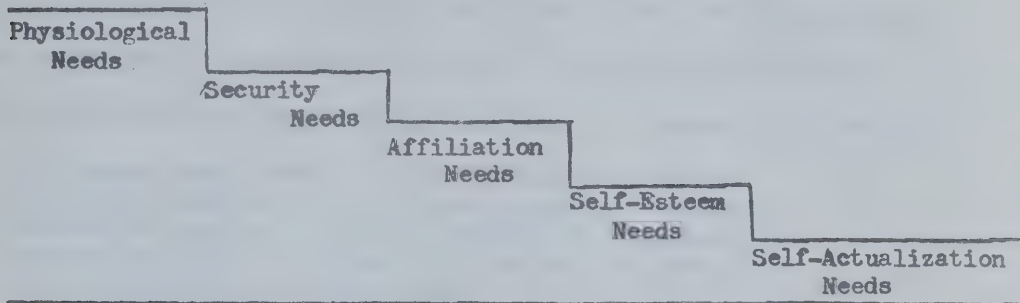 Physiological
Needs
Security
Needs
Affiliation
Needs
Self-Esteem
Needs
Self-Actualization
Needs